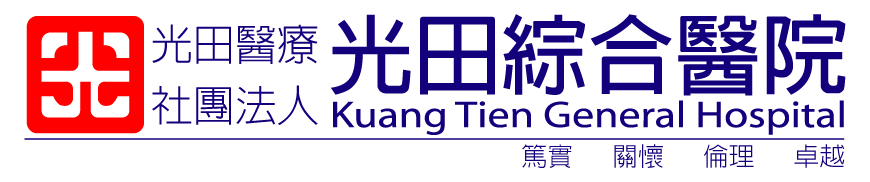 光田醫療
社團法人
光田綜合醫院
Kuang Tien General Hospital
篤實 關懷 倫理 卓越